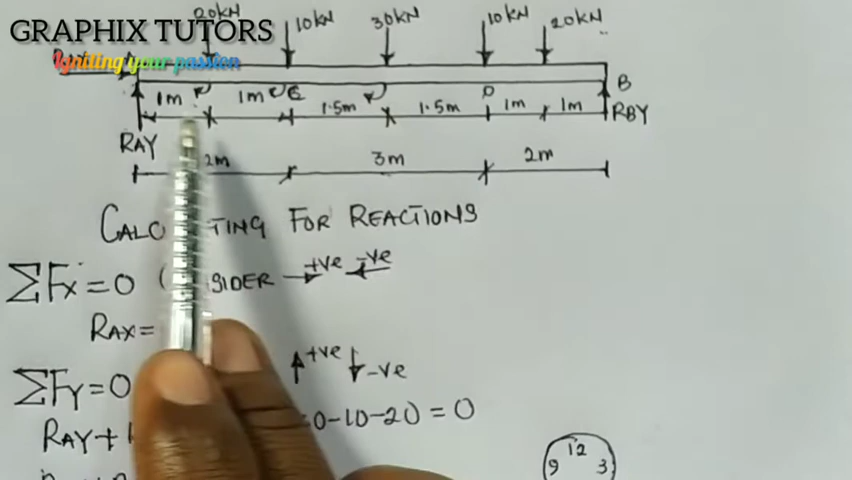 GRAPHIX TUTORS
Igniting your passion
20KN 10KN 30KN 10KN 20KN
B
1m 1m C 1.5m 1.5m D 1m 1m
RAY RBY
2m 3m 2m
FOR REACTIONS
ΣFx=0 +ve -ve
RAX=
ΣFy=0 +ve -ve
-10-20=0
RAY+
12
9 3